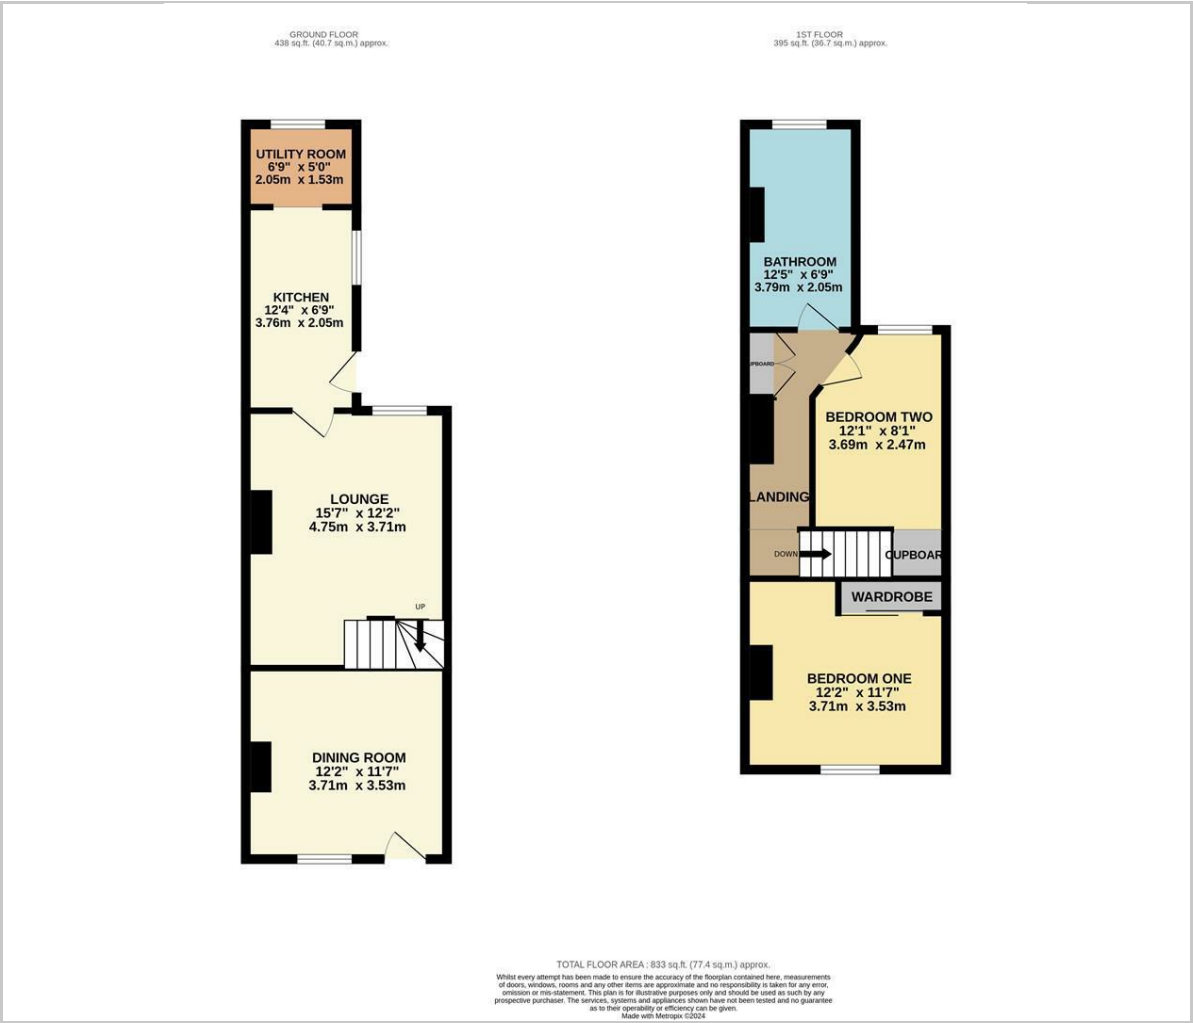 GROUND FLOOR
438 sq.ft. (40.7 sq.m.) approx.
UTILITY ROOM
6'9" x 5'0"
2.05m x 1.53m
KITCHEN
12'4" x 6'9"
3.76m x 2.05m
LOUNGE
15'7" x 12'2"
4.75m x 3.71m
UP
DINING ROOM
12'2" x 11'7"
3.71m x 3.53m
1ST FLOOR
395 sq.ft. (36.7 sq.m.) approx.
BATHROOM
12'5" x 6'9"
3.79m x 2.05m
UPBOARD
BEDROOM TWO
12'1" x 8'1"
3.69m x 2.47m
LANDING
DOWN
CUPBOAR
WARDROBE
BEDROOM ONE
12'2" x 11'7"
3.71m x 3.53m
TOTAL FLOOR AREA : 833 sq.ft. (77.4 sq.m.) approx.
Whilst every attempt has been made to ensure the accuracy of the floorplan contained here, measurements
of doors, windows, rooms and any other items are approximate and no responsibility is taken for any error,
omission or mis-statement. This plan is for illustrative purposes only and should be used as such by any
prospective purchaser. The services, systems and appliances shown have not been tested and no guarantee
as to their operability or efficiency can be given.
Made with Metropix ©2024